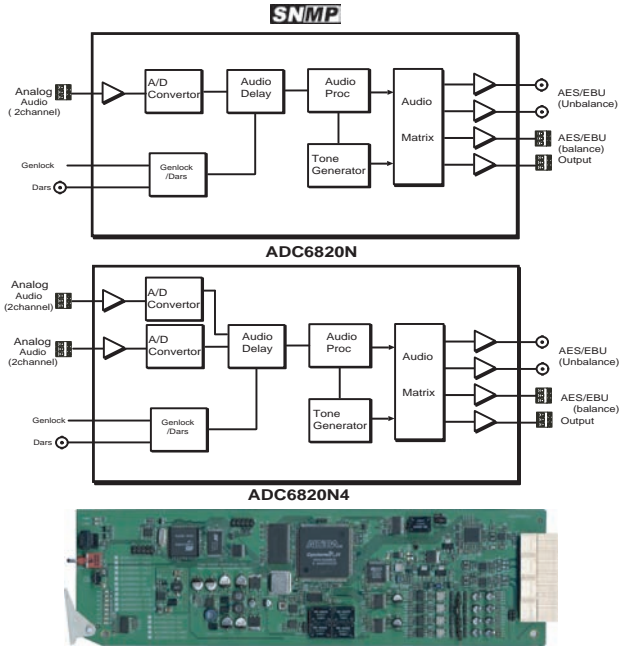 SNMP
Analog
Audio
( 2channel)
A/D
Convertor
Audio
Delay
Audio
Proc
Audio
Matrix
AES/EBU
(Unbalance)
AES/EBU
(balance)
Output
Genlock
Dars
Genlock
/Dars
Tone
Generator
ADC6820N
Analog
Audio
(2channel)
A/D
Convertor
Analog
Audio
(2channel)
A/D
Convertor
Audio
Delay
Audio
Proc
Audio
Matrix
AES/EBU
(Unbalance)
AES/EBU
(balance)
Output
Genlock
Dars
Genlock
/Dars
Tone
Generator
ADC6820N4